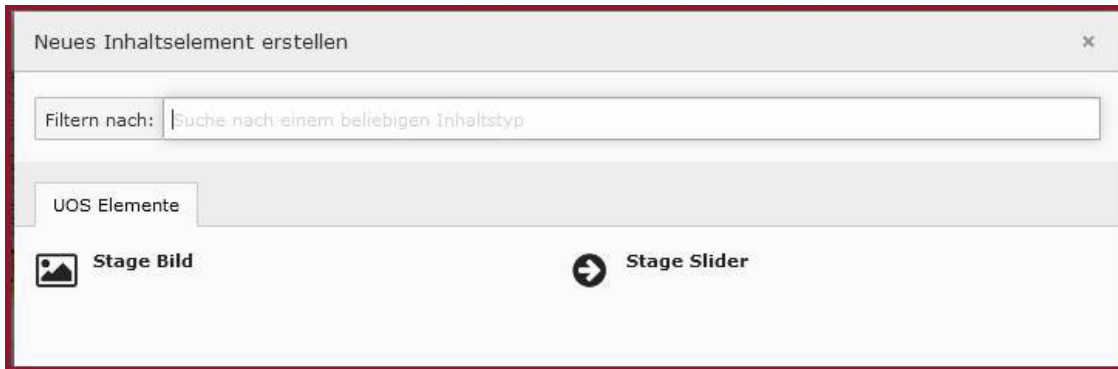 Neues Inhaltselement erstellen
×
Filtern nach: Suche nach einem beliebigen Inhaltstyp
UOS Elemente
Stage Bild
Stage Slider